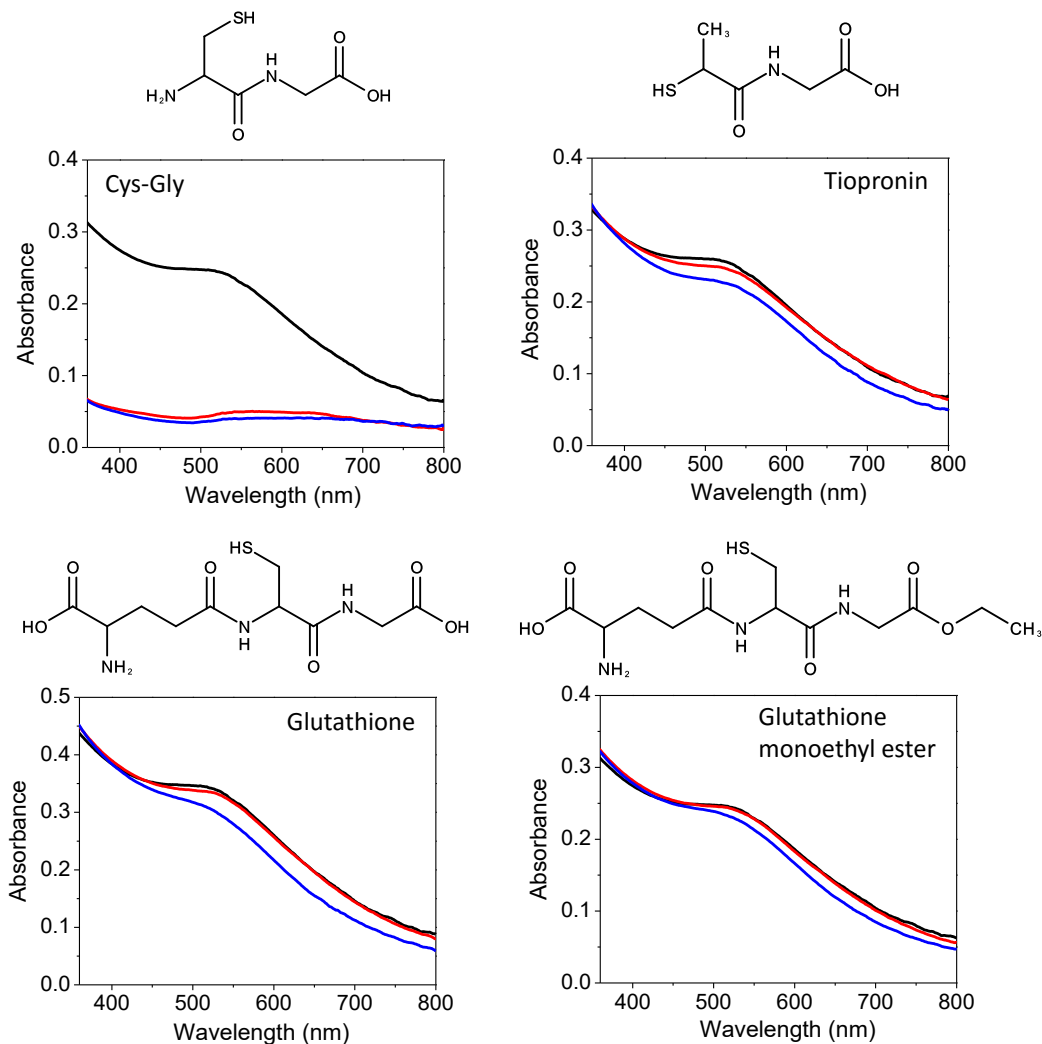 SH
O
H
N
H₂N
OH
O
CH₃
O
H
N
HS
OH
O
Cys-Gly
0.4
0.3
0.2
0.1
0.0
Absorbance
400 500 600 700 800
Wavelength (nm)
Tiopronin
0.4
0.3
0.2
0.1
0.0
Absorbance
400 500 600 700 800
Wavelength (nm)
HS
O O O
H
N
HO N OH
H
NH₂ O
HS
O O O
H
N
HO N O CH₃
H
NH₂ O
Glutathione
0.5
0.4
0.3
0.2
0.1
0.0
Absorbance
400 500 600 700 800
Wavelength (nm)
Glutathione
monoethyl ester
0.4
0.3
0.2
0.1
0.0
Absorbance
400 500 600 700 800
Wavelength (nm)